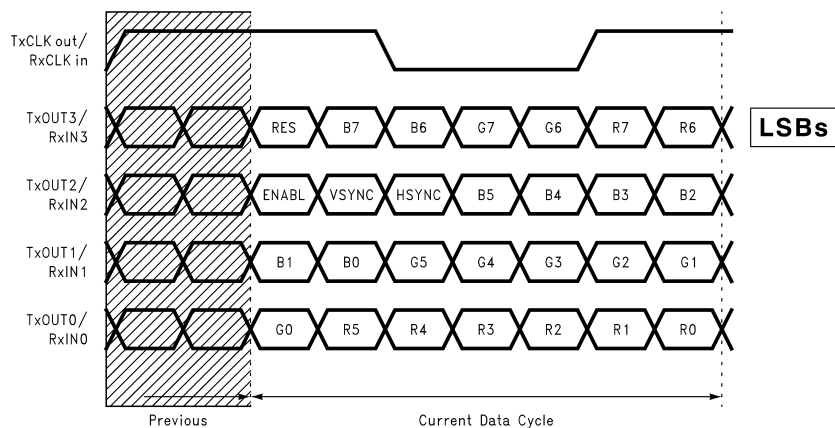 TxCLK out/
RxCLK in
TxOUT3/
RxIN3
RES B7 B6 G7 G6 R7 R6
LSBs
TxOUT2/
RxIN2
ENABL VSYNC HSYNC B5 B4 B3 B2
TxOUT1/
RxIN1
B1 B0 G5 G4 G3 G2 G1
TxOUT0/
RxIN0
G0 R5 R4 R3 R2 R1 R0
Previous Current Data Cycle